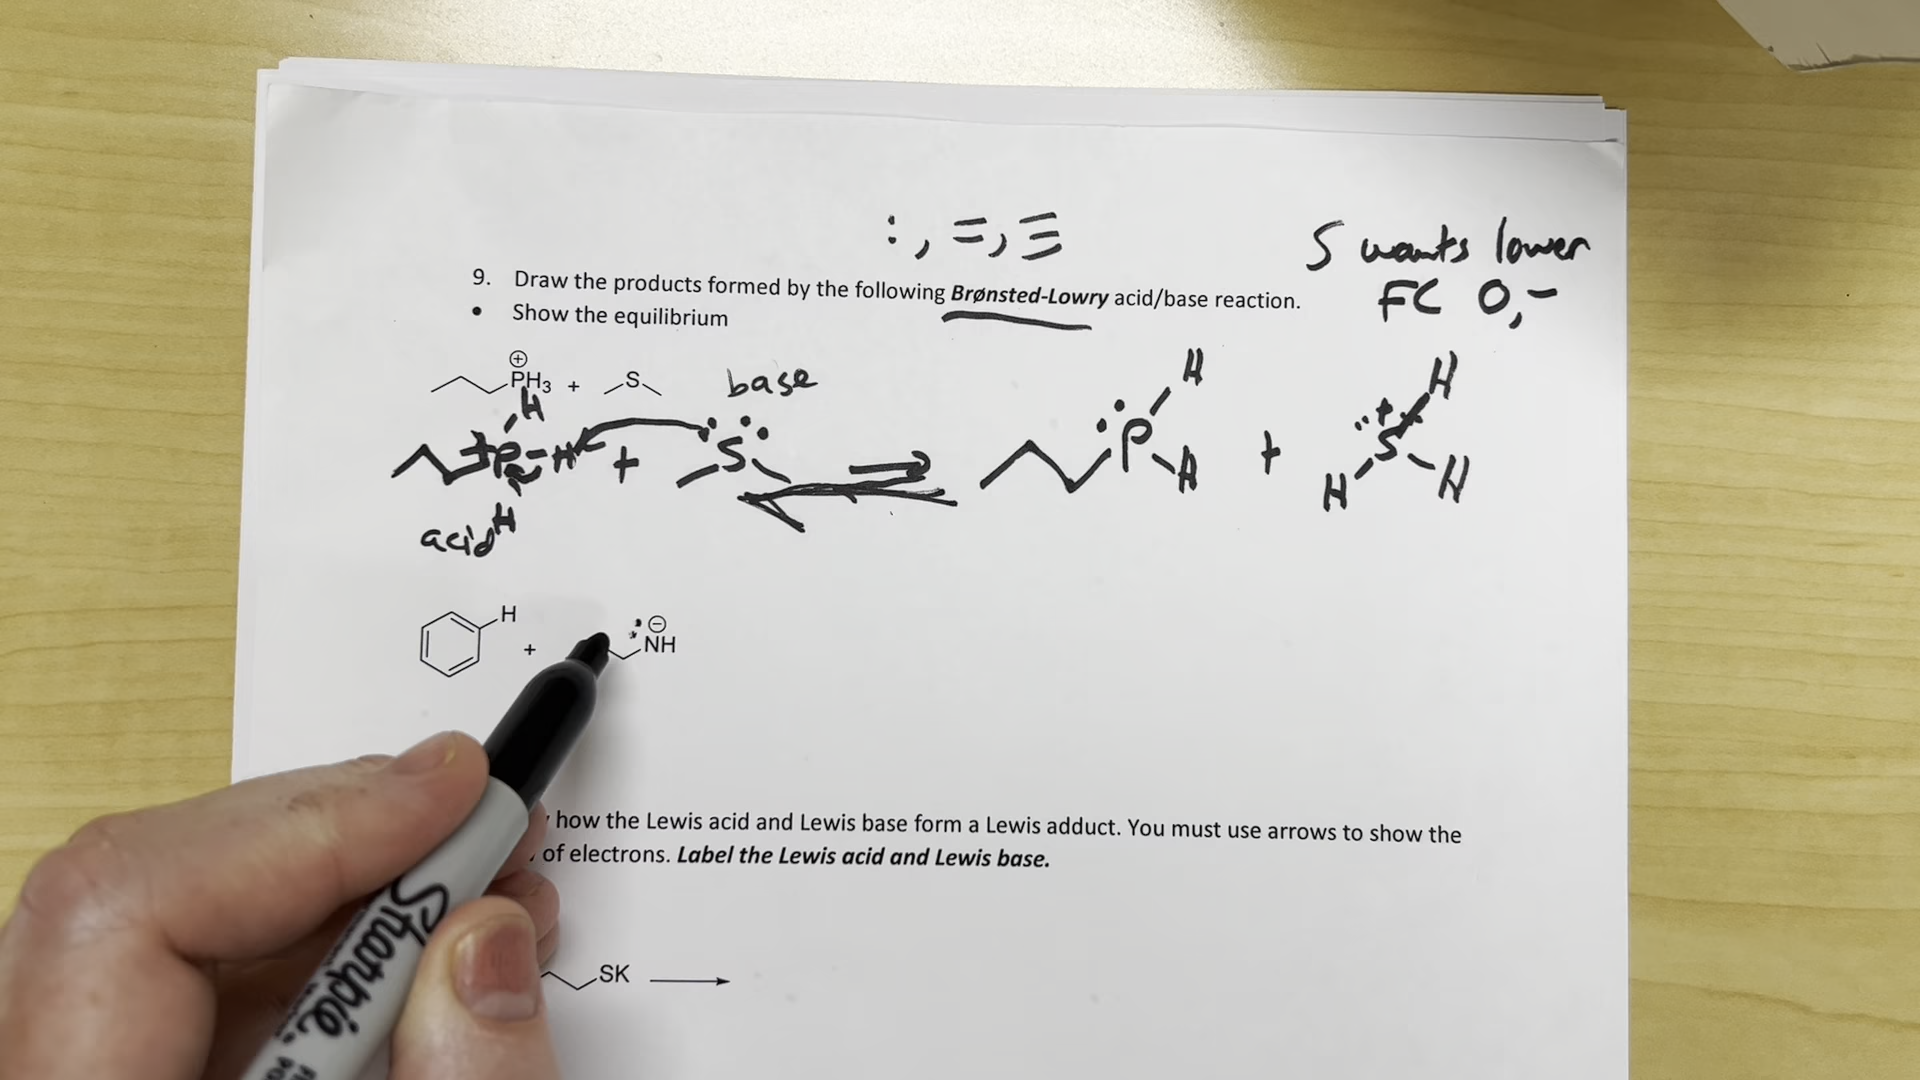 : , = , ≡
S wants lower
FC 0, -
9. Draw the products formed by the following Brønsted-Lowry acid/base reaction.
• Show the equilibrium
⊕
PH₃ + S
base
H
H
H
+P-H + S ⇌ P + S
H H H
H
acid
H
+ ⊖
NH
how the Lewis acid and Lewis base form a Lewis adduct. You must use arrows to show the
of electrons. Label the Lewis acid and Lewis base.
SK
Sharpie